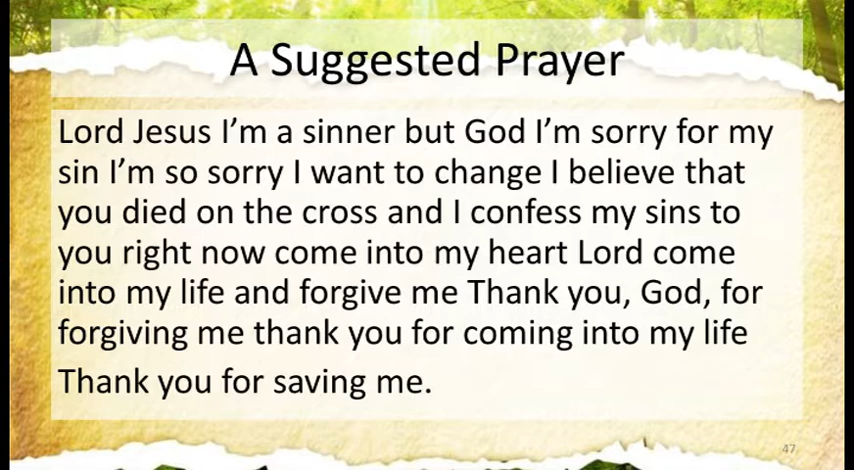 A Suggested Prayer
Lord Jesus I’m a sinner but God I’m sorry for my
sin I’m so sorry I want to change I believe that
you died on the cross and I confess my sins to
you right now come into my heart Lord come
into my life and forgive me Thank you, God, for
forgiving me thank you for coming into my life
Thank you for saving me.
47